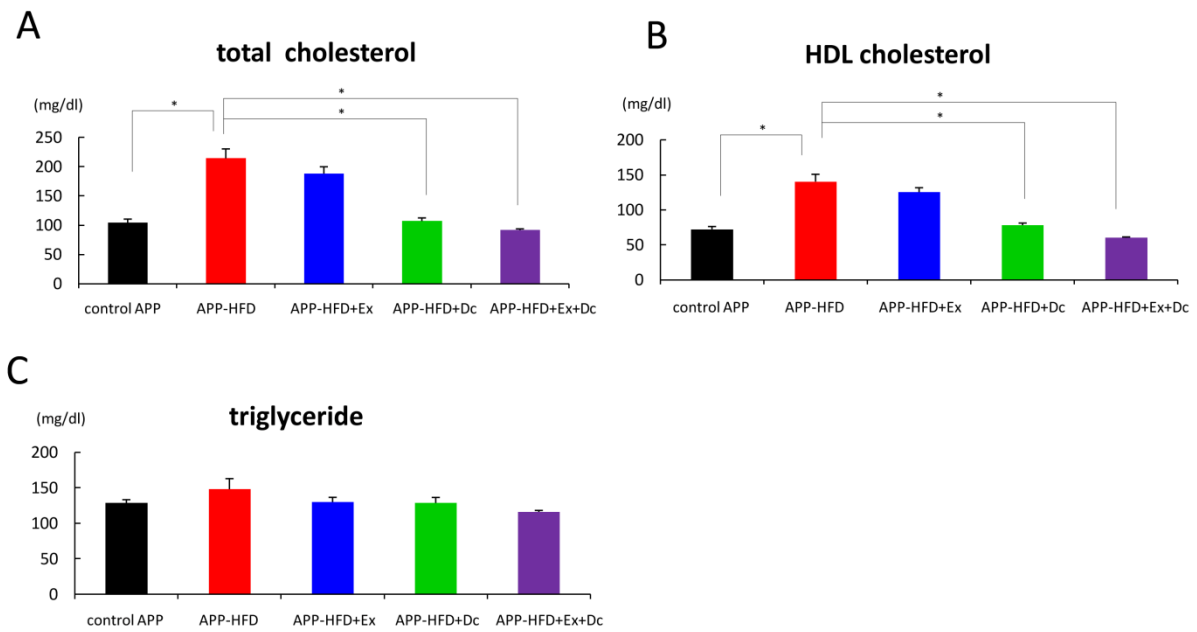 A
total cholesterol
(mg/dl)
*
*
*
250
200
150
100
50
0
control APP APP-HFD APP-HFD+Ex APP-HFD+Dc APP-HFD+Ex+Dc
B
HDL cholesterol
(mg/dl)
*
*
*
200
150
100
50
0
control APP APP-HFD APP-HFD+Ex APP-HFD+Dc APP-HFD+Ex+Dc
C
triglyceride
(mg/dl)
200
150
100
50
0
control APP APP-HFD APP-HFD+Ex APP-HFD+Dc APP-HFD+Ex+Dc